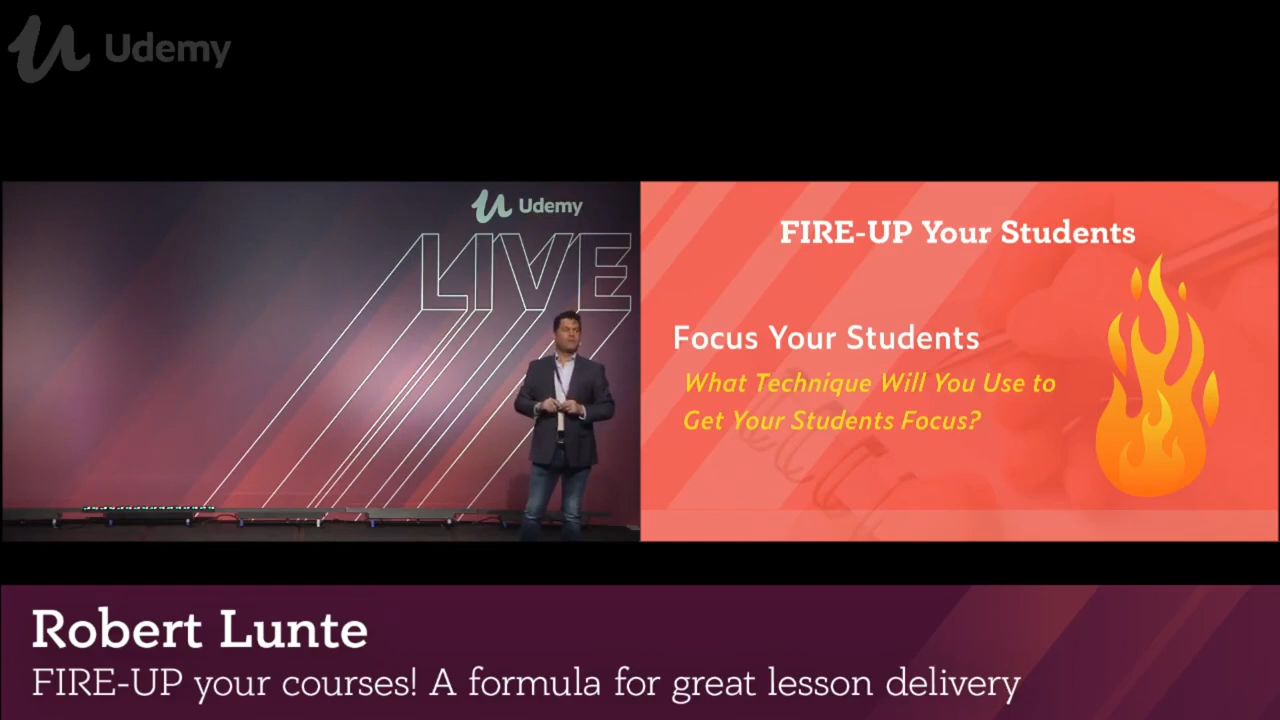 Udemy
Udemy
LIVE
FIRE-UP Your Students
Focus Your Students
What Technique Will You Use to
Get Your Students Focus?
Robert Lunte
FIRE-UP your courses! A formula for great lesson delivery